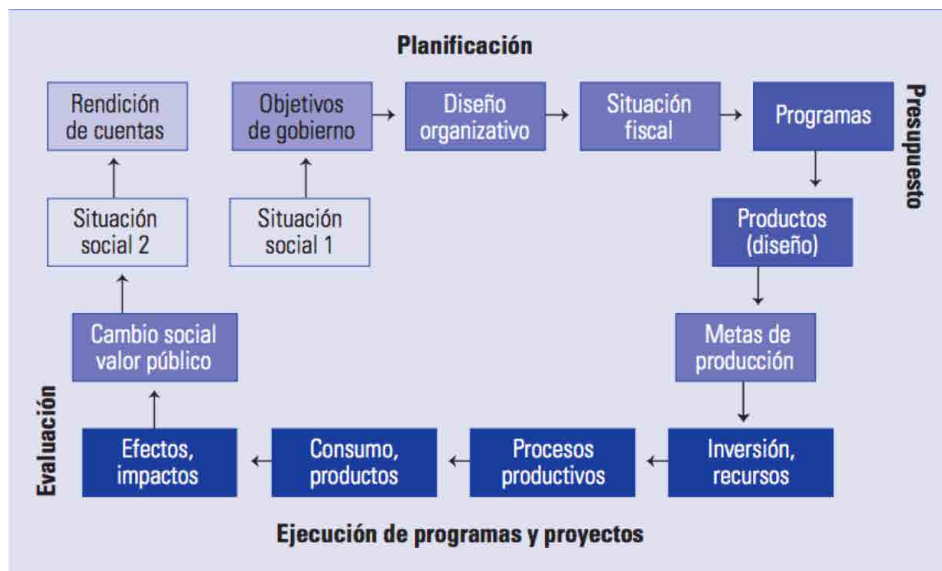 Planificación
Rendición
de cuentas
Objetivos
de gobierno
Diseño
organizativo
Situación
fiscal
Programas
Presupuesto
Situación
social 2
Situación
social 1
Productos
(diseño)
Cambio social
valor público
Metas de
producción
Evaluación
Efectos,
impactos
Consumo,
productos
Procesos
productivos
Inversión,
recursos
Ejecución de programas y proyectos